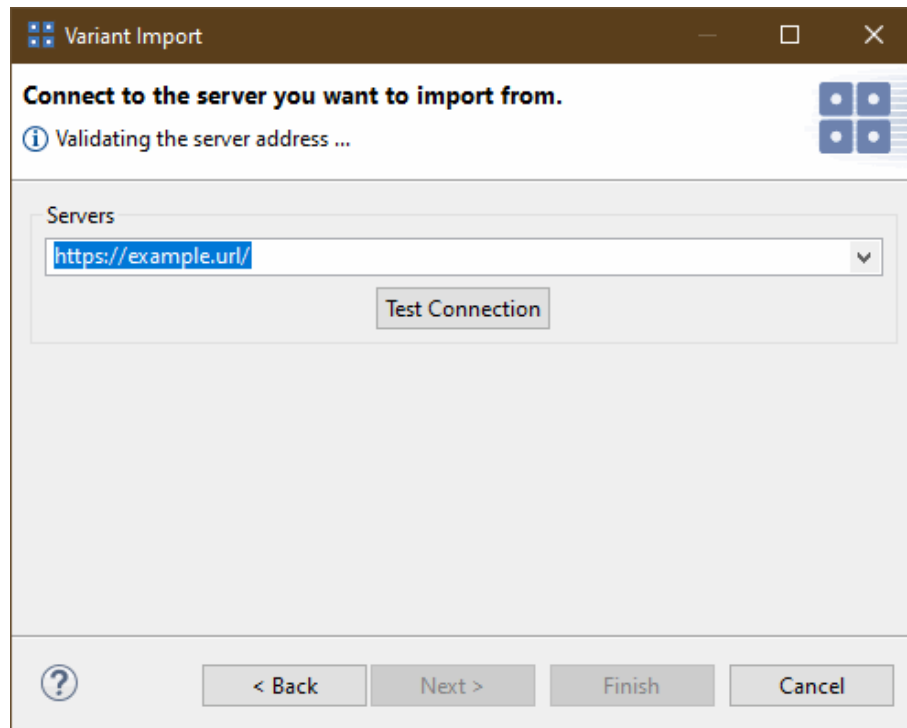 Variant Import
Connect to the server you want to import from.
Validating the server address ...
Servers
https://example.url/
Test Connection
< Back Next > Finish Cancel